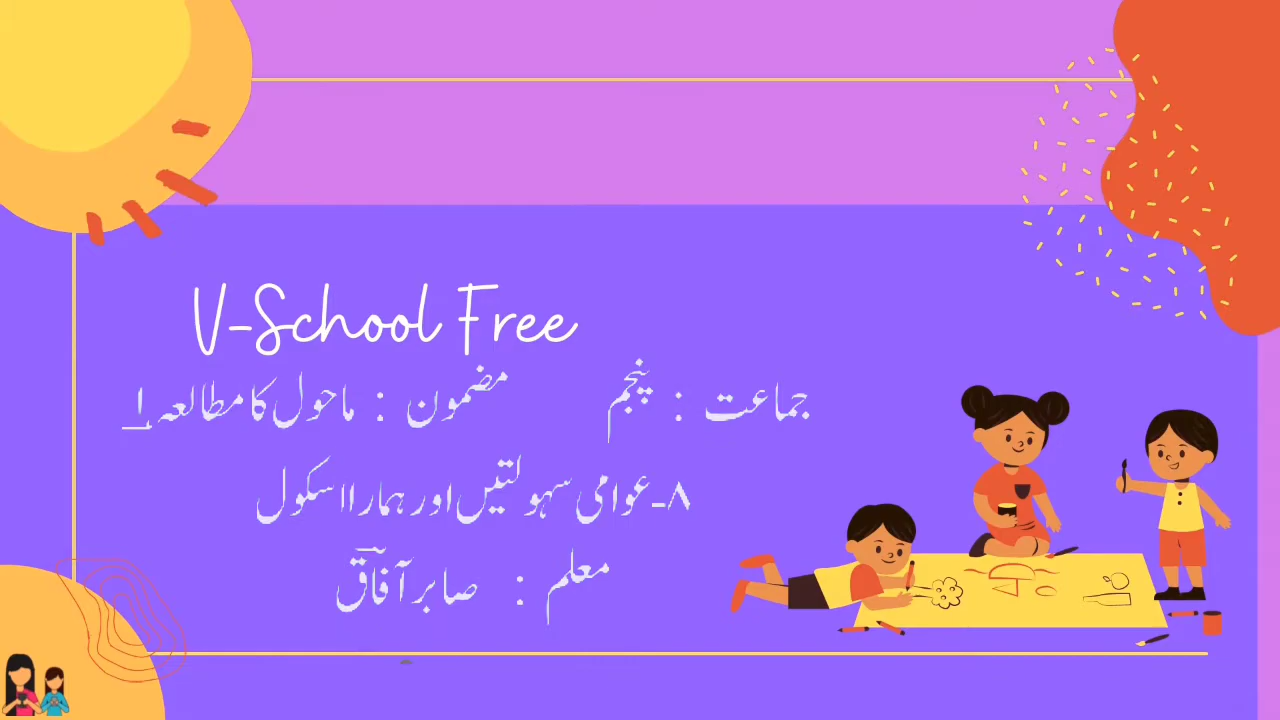 V-School Free
جماعت : پنجم مضمون : ماحول کا مطالعہ ۱
۸-عوامی سہولتیں اور ہمارا اسکول
معلم : صابر آفاق